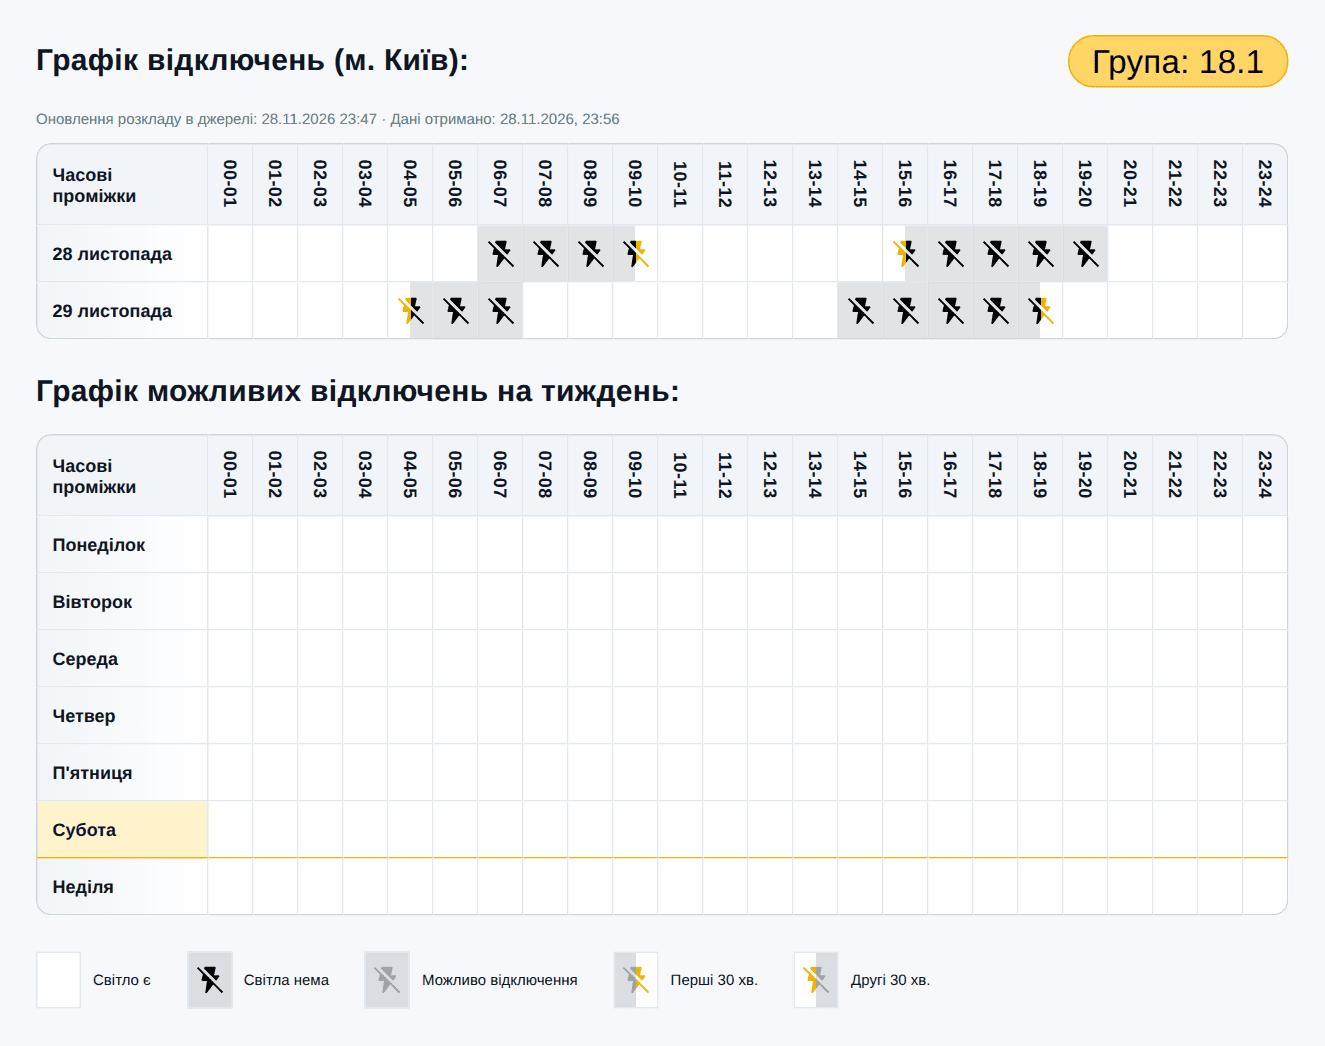 Графік відключень (м. Київ):
Група: 18.1
Оновлення розкладу в джерелі: 28.11.2026 23:47 · Дані отримано: 28.11.2026, 23:56
Часові проміжки 00-01 01-02 02-03 03-04 04-05 05-06 06-07 07-08 08-09 09-10 10-11 11-12 12-13 13-14 14-15 15-16 16-17 17-18 18-19 19-20 20-21 21-22 22-23 23-24
28 листопада
29 листопада
Графік можливих відключень на тиждень:
Часові проміжки 00-01 01-02 02-03 03-04 04-05 05-06 06-07 07-08 08-09 09-10 10-11 11-12 12-13 13-14 14-15 15-16 16-17 17-18 18-19 19-20 20-21 21-22 22-23 23-24
Понеділок
Вівторок
Середа
Четвер
П'ятниця
Субота
Неділя
Світло є Світла нема Можливо відключення Перші 30 хв. Другі 30 хв.